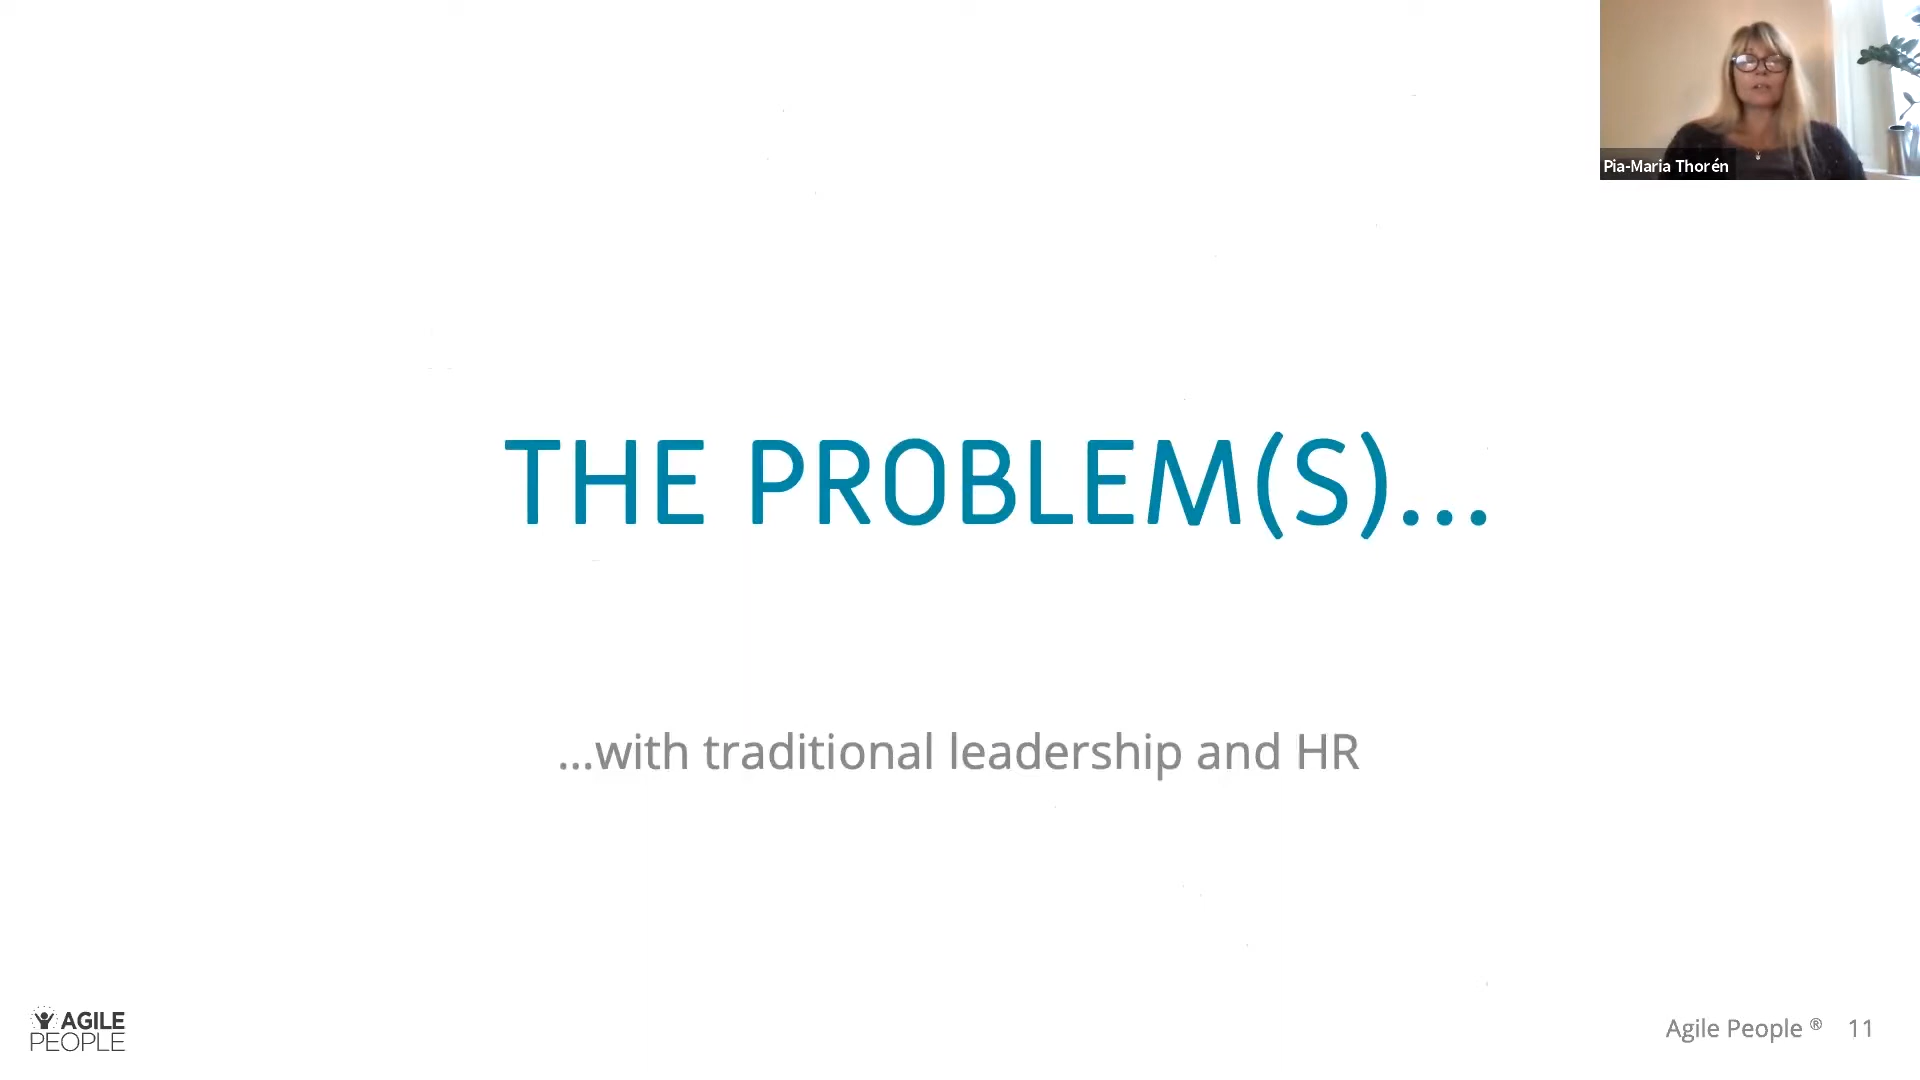 Pia-Maria Thorén
THE PROBLEM(S)...
...with traditional leadership and HR
AGILE
PEOPLE
Agile People ® 11